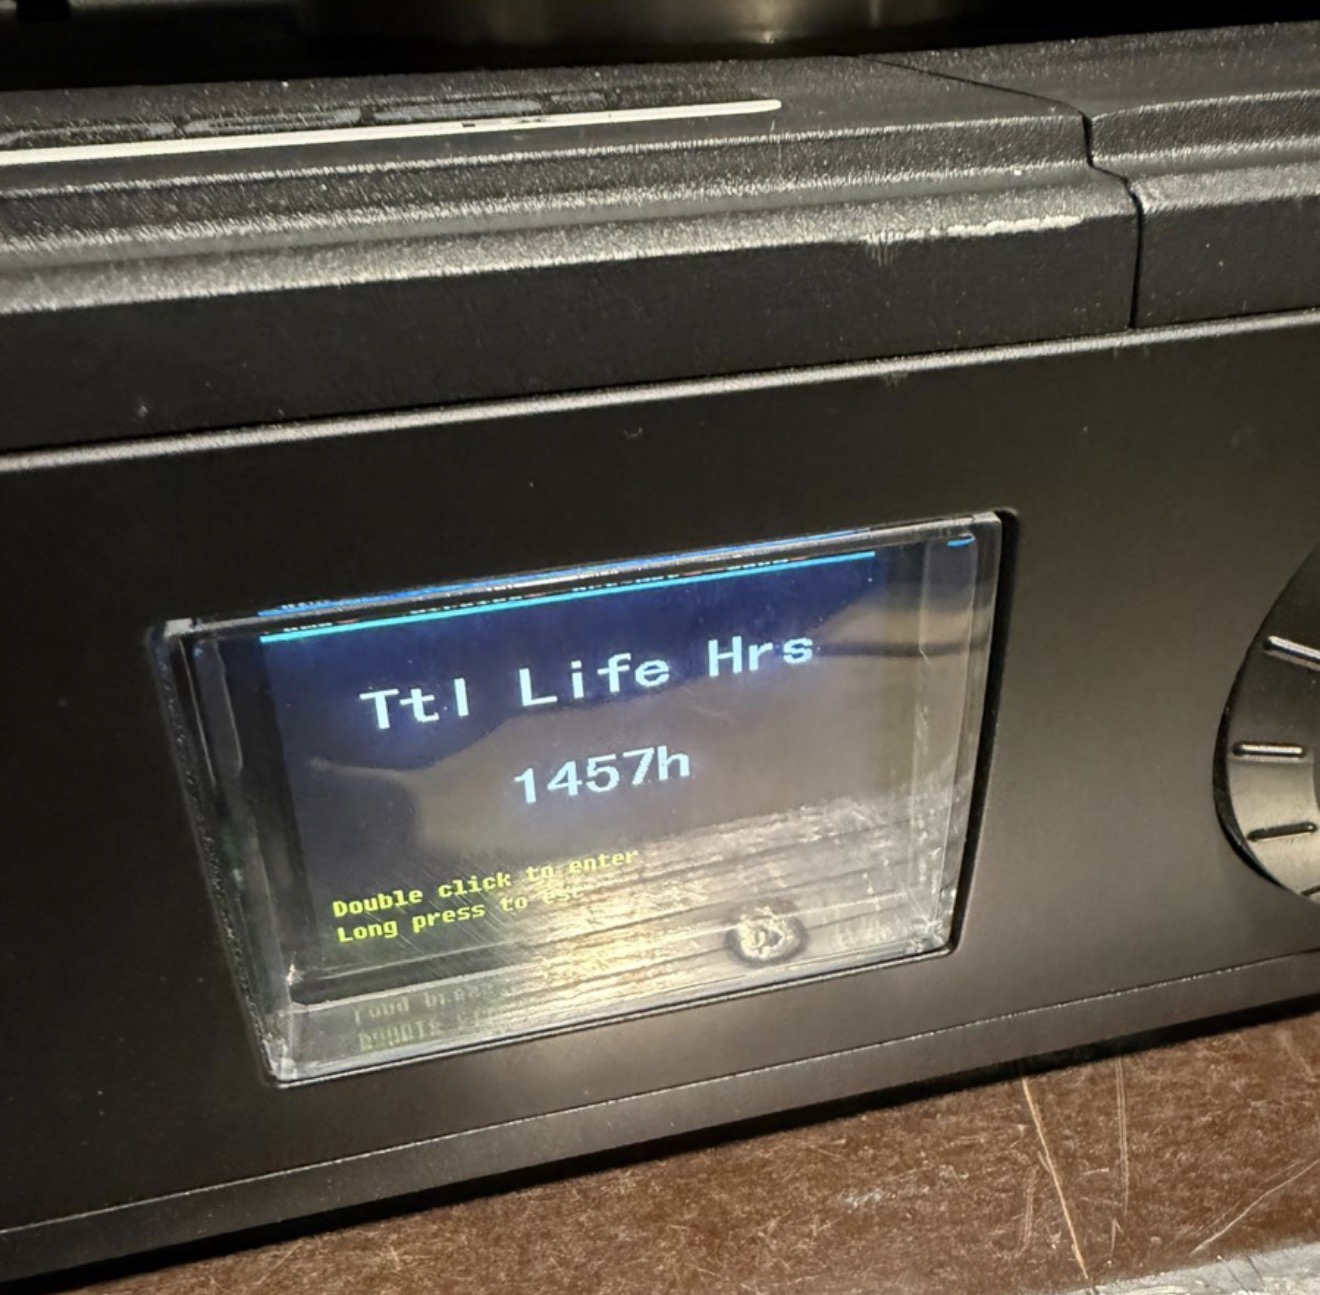 Ttl Life Hrs
1457h
Double click to enter
Long press to